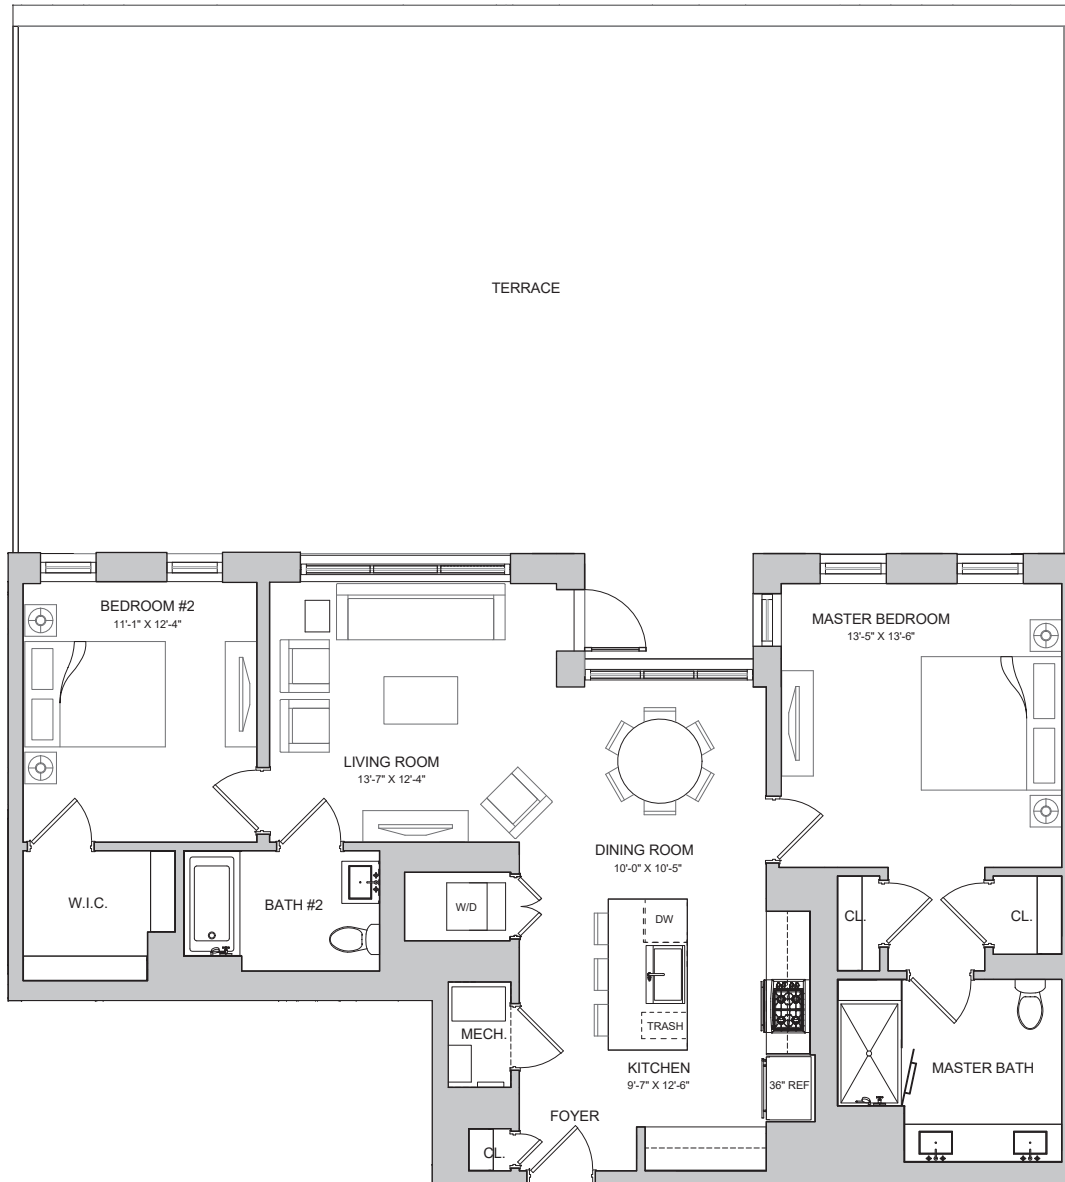 TERRACE
BEDROOM #2
11'-1" X 12'-4"
MASTER BEDROOM
13'-5" X 13'-6"
LIVING ROOM
13'-7" X 12'-4"
DINING ROOM
10'-0" X 10'-5"
W.I.C.
BATH #2
W/D
DW
CL.
CL.
TRASH
MECH.
KITCHEN
9'-7" X 12'-6"
36" REF
MASTER BATH
FOYER
CL.